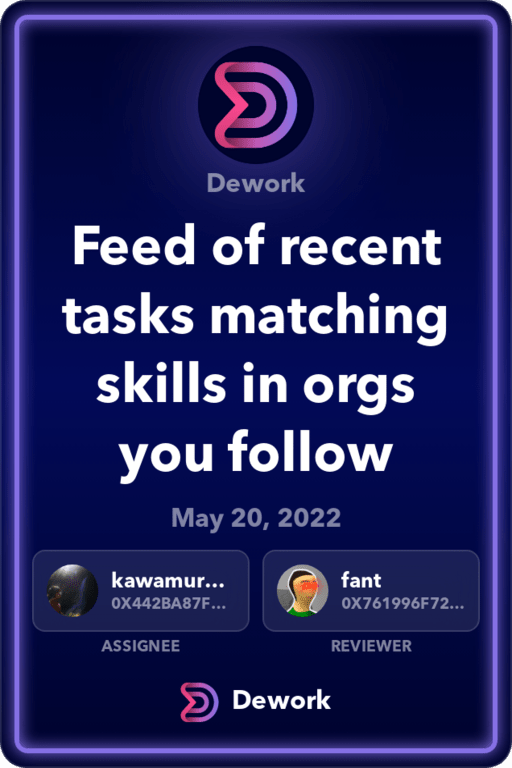 Dework
Feed of recent
tasks matching
skills in orgs
you follow
May 20, 2022
kawamur...
0X442BA87F...
ASSIGNEE
fant
0X761996F72...
REVIEWER
Dework